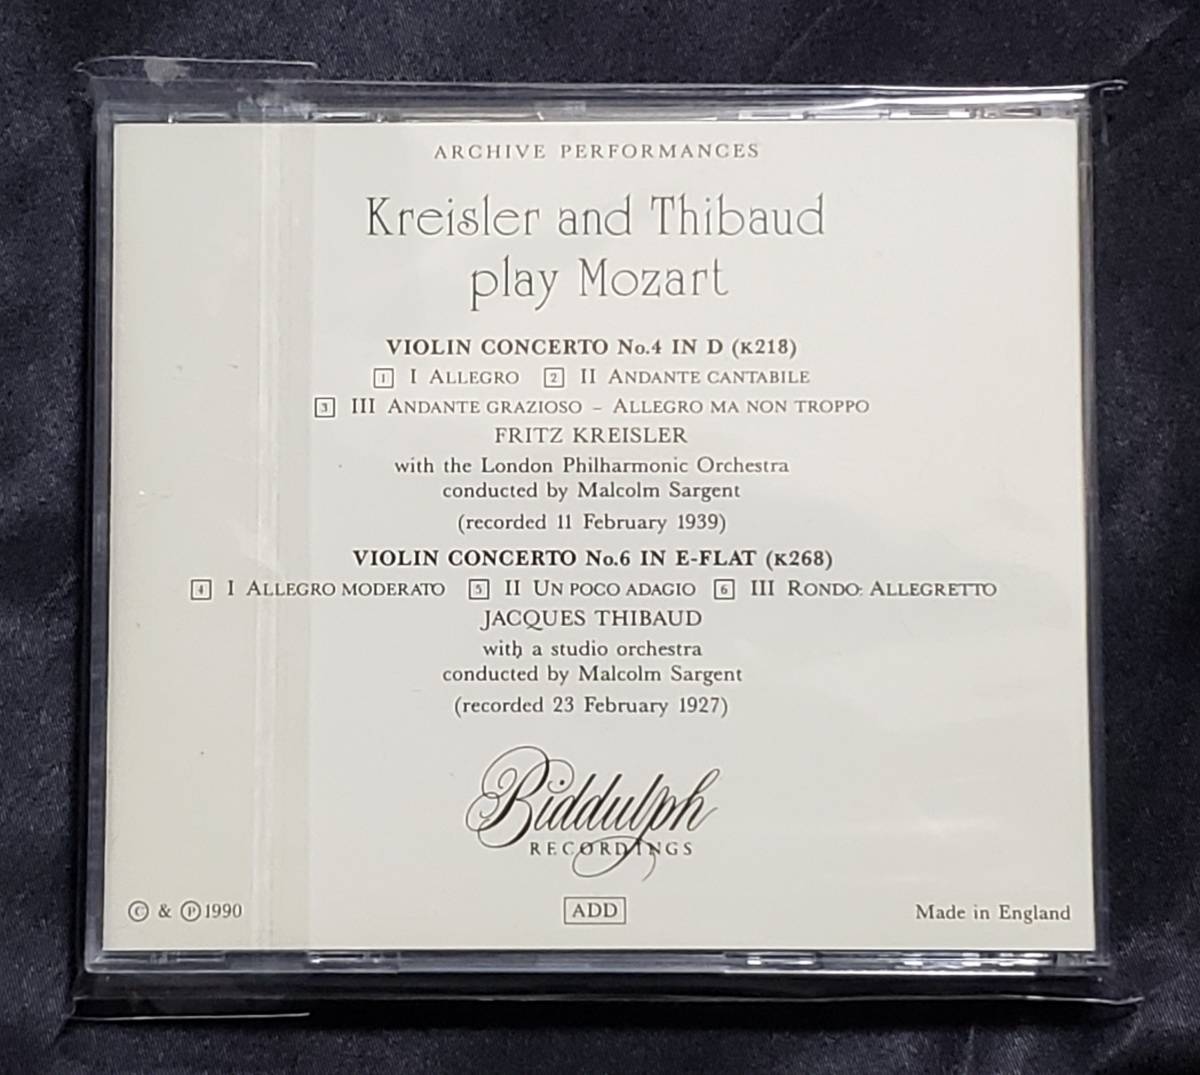 ARCHIVE PERFORMANCES
Kreisler and Thibaud
play Mozart
VIOLIN CONCERTO No.4 IN D (K218)
1 I ALLEGRO 2 II ANDANTE CANTABILE
3 III ANDANTE GRAZIOSO – ALLEGRO MA NON TROPPO
FRITZ KREISLER
with the London Philharmonic Orchestra
conducted by Malcolm Sargent
(recorded 11 February 1939)
VIOLIN CONCERTO No.6 IN E-FLAT (K268)
4 I ALLEGRO MODERATO 5 II UN POCO ADAGIO 6 III RONDO: ALLEGRETTO
JACQUES THIBAUD
with a studio orchestra
conducted by Malcolm Sargent
(recorded 23 February 1927)
Biddulph
RECORDINGS
© & ℗ 1990
ADD
Made in England